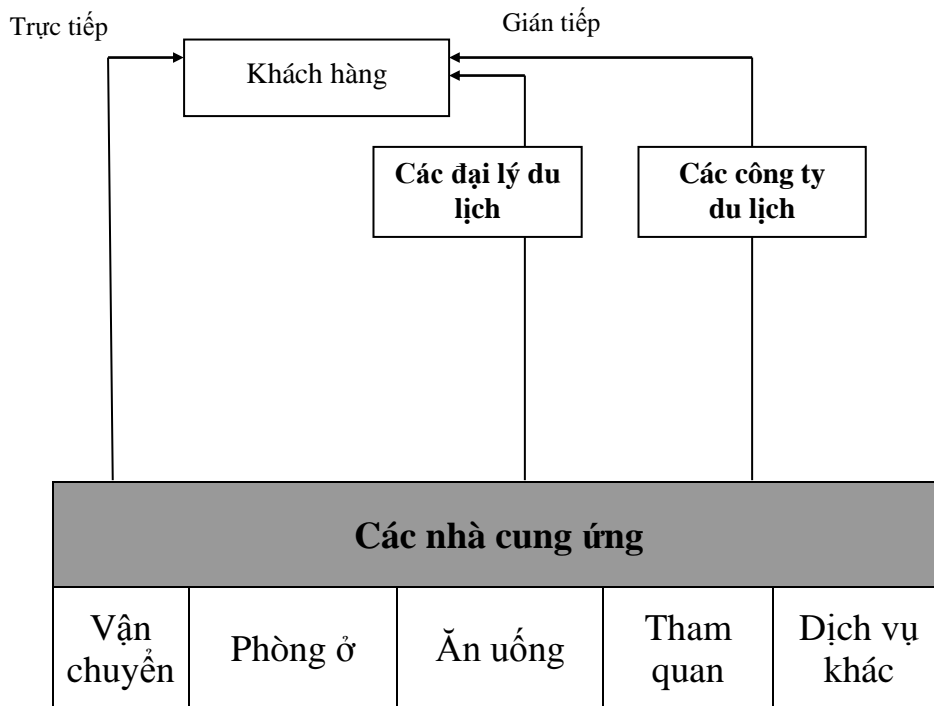 Trực tiếp
Gián tiếp
Khách hàng
Các đại lý du
lịch
Các công ty
du lịch
Các nhà cung ứng
Vận
chuyển
Phòng ở
Ăn uống
Tham
quan
Dịch vụ
khác